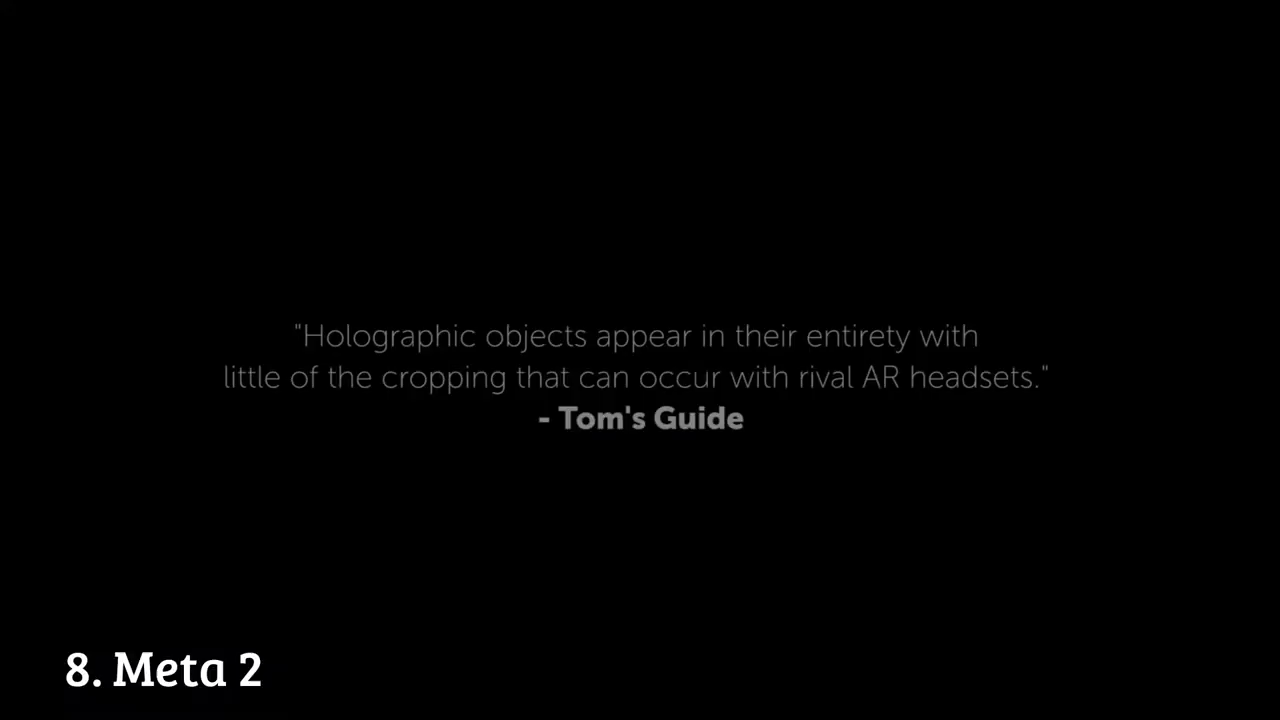 "Holographic objects appear in their entirety with
little of the cropping that can occur with rival AR headsets."
- Tom's Guide
8. Meta 2